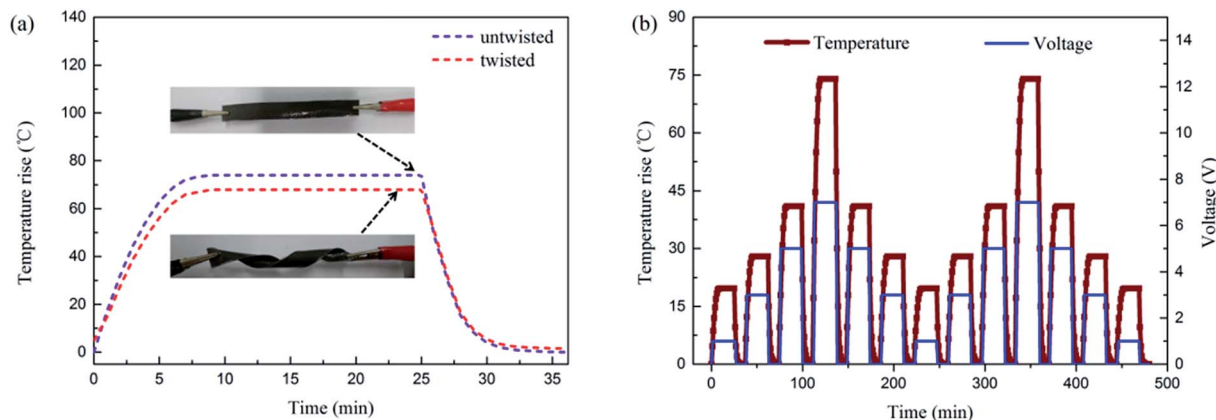 (a)
140
120
100
80
60
40
20
0
Temperature rise (℃)
untwisted
twisted
0 5 10 15 20 25 30 35
Time (min)
(b)
90
75
60
45
30
15
0
Temperature rise (℃)
Temperature Voltage
14
12
10
8
6
4
2
0
Voltage (V)
0 100 200 300 400 500
Time (min)